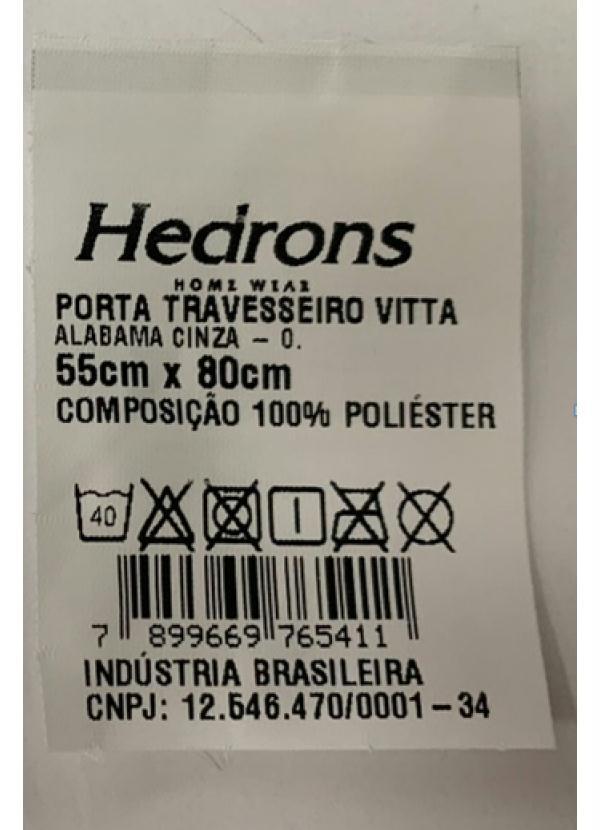 Hedrons
HOME WEAR
PORTA TRAVESSEIRO VITTA
ALABAMA CINZA – 0.
55cm x 80cm
COMPOSIÇÃO 100% POLIÉSTER
40
7 899669 765411
INDÚSTRIA BRASILEIRA
CNPJ: 12.546.470/0001–34